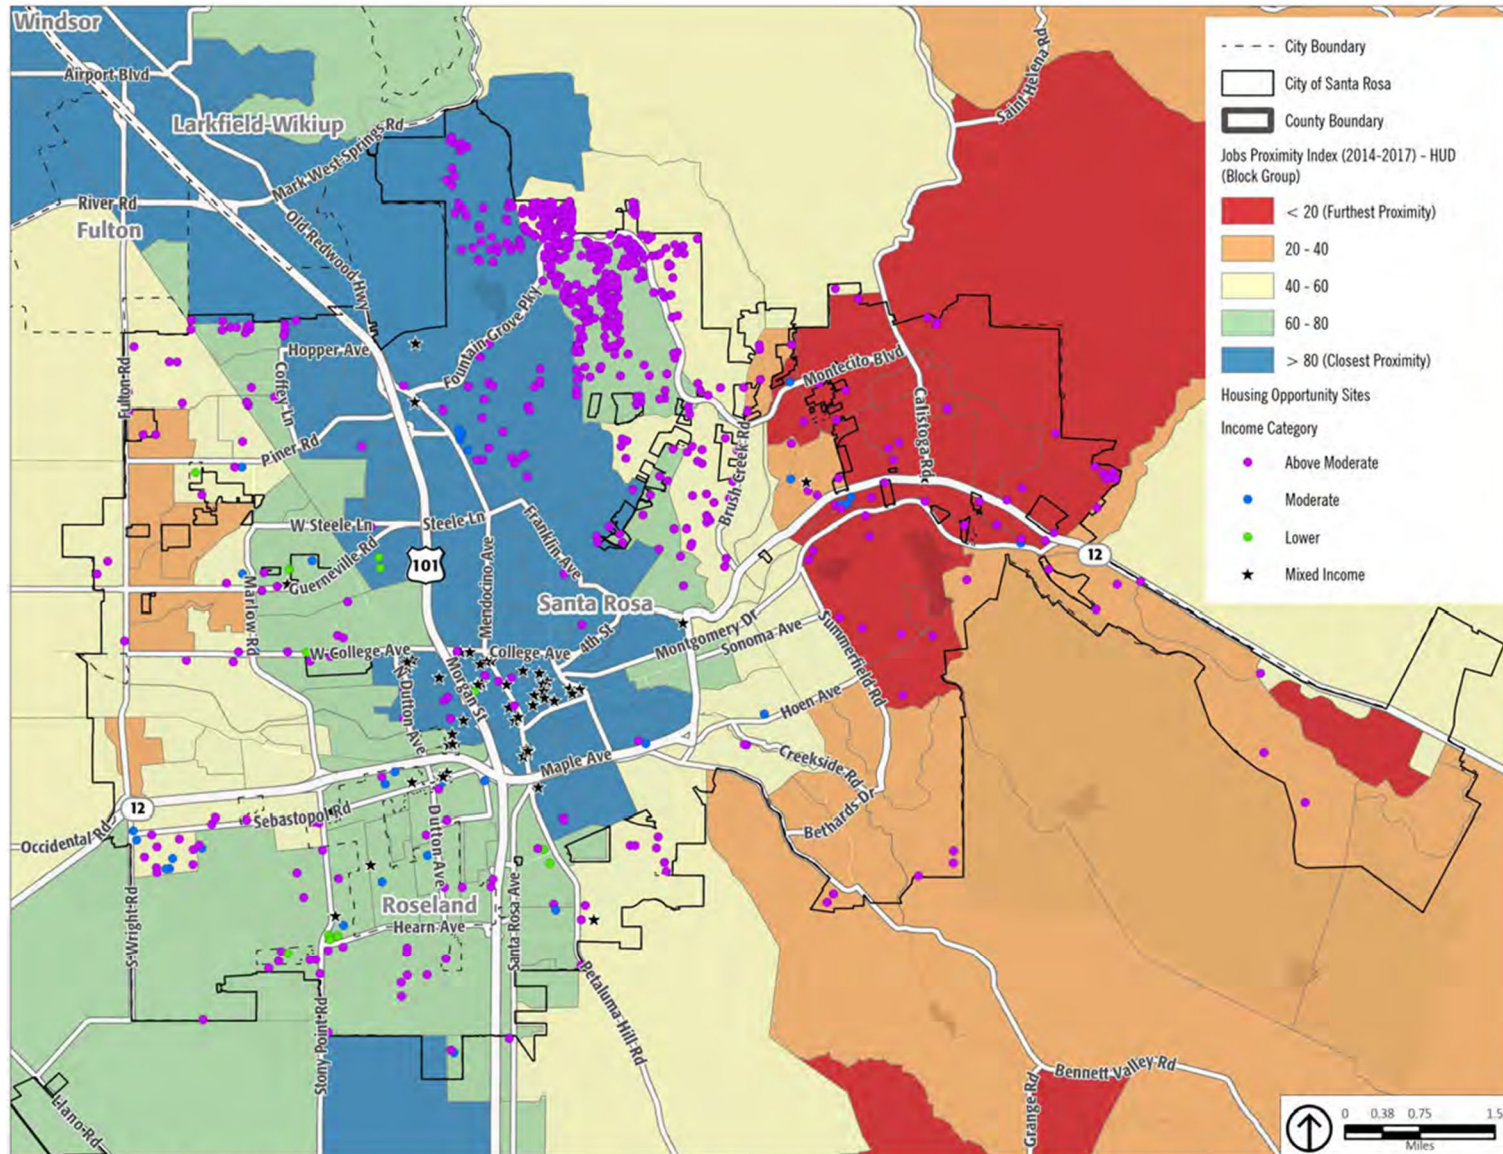 Windsor
Airport Blvd
Larkfield-Wikiup
Mark West Springs Rd
River Rd
Fulton
Old Redwood Hwy
Saint Helena Rd
Hopper Ave
Fountain Grove Pky
Coffey Ln
Fulton Rd
Piner Rd
Montecito Blvd
Calistoga Rd
Brush Creek Rd
W Steele Ln
Steele Ln
Franklin Ave
Guerneville Rd
101
Mendocino Ave
Marlow Rd
12
Santa Rosa
4th St
Montgomery Dr
Sonoma Ave
Summerfield Rd
W College Ave
College Ave
N Dutton Ave
Morgan St
Hoen Ave
Creekside Rd
Maple Ave
Bethards Dr
12
Sebastopol Rd
Occidental Rd
Dutton Ave
Roseland
Hearn Ave
S Wright Rd
Santa Rosa Ave
Stony Point Rd
Petaluma Hill Rd
Bennett Valley Rd
Grange Rd
Llano Rd
City Boundary
City of Santa Rosa
County Boundary
Jobs Proximity Index (2014-2017) - HUD
(Block Group)
< 20 (Furthest Proximity)
20 - 40
40 - 60
60 - 80
> 80 (Closest Proximity)
Housing Opportunity Sites
Income Category
Above Moderate
Moderate
Lower
Mixed Income
0 0.38 0.75 1.5
Miles